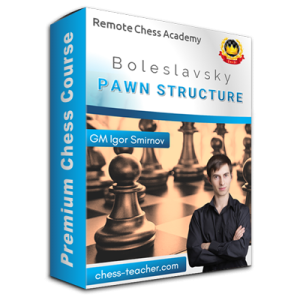 Remote Chess Academy
Boleslavsky
PAWN STRUCTURE
GM Igor Smirnov
chess-teacher.com
Premium Chess Course